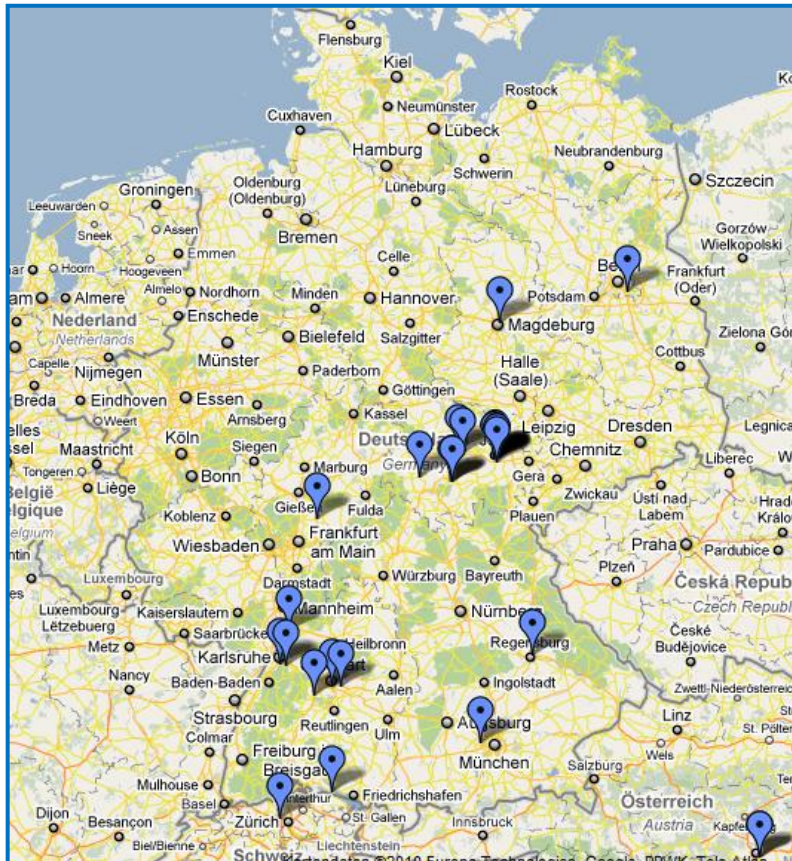 Flensburg
Kiel
Rostock
Neumünster
Cuxhaven
Lübeck
Hamburg
Schwerin
Neubrandenburg
Szczecin
Groningen
Oldenburg
(Oldenburg)
Lüneburg
Leeuwarden
Bremen
Assen
Sneek
Gorzów
Wielkopolski
Emmen
Celle
Hoorn
Hoogeveen
Almelo
Nordhorn
Minden
Hannover
Potsdam
Frankfurt
(Oder)
Almere
Enschede
Magdeburg
Nederland
Netherlands
Bielefeld
Salzgitter
Münster
Halle
(Saale)
Cottbus
Capelle
Nijmegen
Paderborn
Göttingen
Breda
Eindhoven
Essen
Arnsberg
Kassel
Weert
Leipzig
Dresden
Köln
Siegen
Germany
Chemnitz
Maastricht
Marburg
Gera
Liberec
Tongeren
Bonn
Zwickau
Liège
Fulda
Ústí nad
Labem
Koblenz
Plauen
Frankfurt
am Main
Wiesbaden
Praha
Pardubice
Luxembourg
Darmstadt
Würzburg
Bayreuth
Plzeň
Česká Repub
Czech Republ
Luxembourg
Lëtzebuerg
Kaiserslautern
Mannheim
Nürnberg
Saarbrücke
Heilbronn
České
Budějovice
Metz
Karlsruhe
Regensburg
Nancy
Baden-Baden
Aalen
Ingolstadt
Strasbourg
Reutlingen
Ulm
Linz
Colmar
München
Wels
Freiburg
Breisga
Salzburg
Mulhouse
Friedrichshafen
Österreich
Austria
Basel
Dijon
Besançon
Zürich
St. Gallen
Innsbruck
Biel/Bienne
Liechtenstein